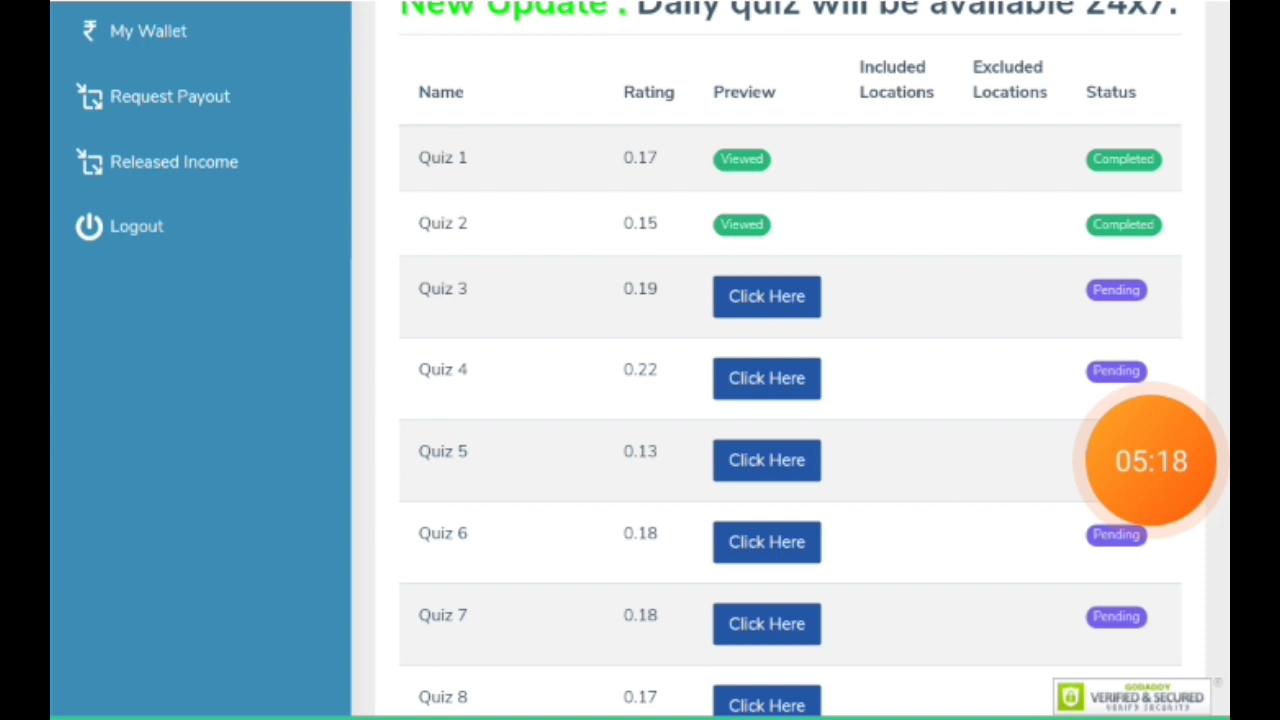 New Update : Daily quiz will be available 24x7.
₹ My Wallet
Request Payout
Released Income
Logout
Name Rating Preview Included Locations Excluded Locations Status
Quiz 1 0.17 Viewed Completed
Quiz 2 0.15 Viewed Completed
Quiz 3 0.19 Click Here Pending
Quiz 4 0.22 Click Here Pending
Quiz 5 0.13 Click Here
05:18
Quiz 6 0.18 Click Here Pending
Quiz 7 0.18 Click Here Pending
Quiz 8 0.17 Click Here
GODADDY
VERIFIED & SECURED
VERIFY SECURITY